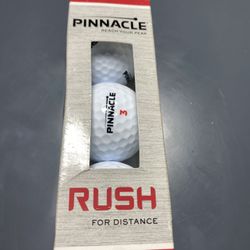 PINNACLE
REACH YOUR PEAK
PINNACLE
3
RUSH
FOR DISTANCE